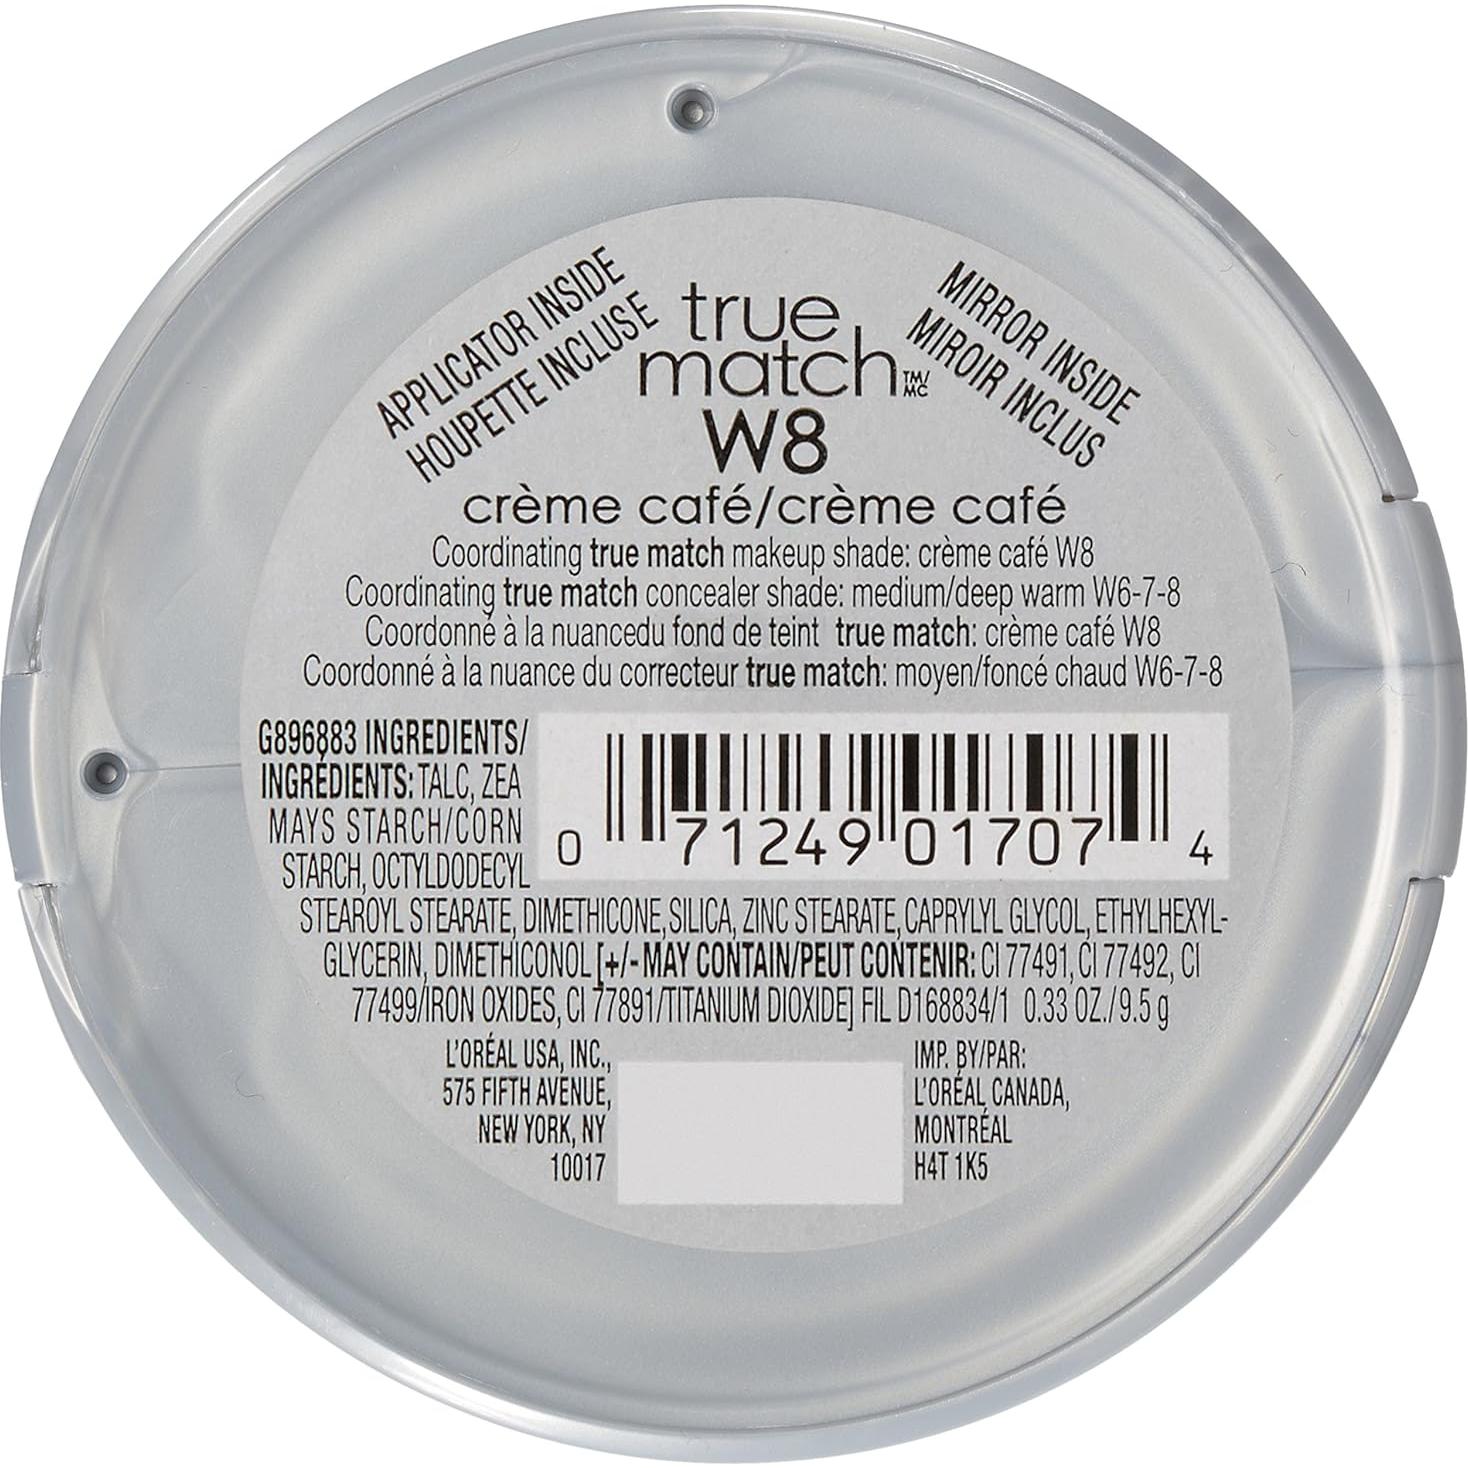 APPLICATOR INSIDE
HOUPETTE INCLUSE
true
match™/MC
MIRROR INSIDE
MIROIR INCLUS
W8
crème café/crème café
Coordinating true match makeup shade: crème café W8
Coordinating true match concealer shade: medium/deep warm W6-7-8
Coordonné à la nuancedu fond de teint true match: crème café W8
Coordonné à la nuance du correcteur true match: moyen/foncé chaud W6-7-8
G896883 INGREDIENTS/
INGRÉDIENTS: TALC, ZEA
MAYS STARCH/CORN
STARCH, OCTYLDODECYL
0 71249 01707 4
STEAROYL STEARATE, DIMETHICONE, SILICA, ZINC STEARATE, CAPRYLYL GLYCOL, ETHYLHEXYL-
GLYCERIN, DIMETHICONOL [+/- MAY CONTAIN/PEUT CONTENIR: CI 77491, CI 77492, CI
77499/IRON OXIDES, CI 77891/TITANIUM DIOXIDE] FIL D168834/1 0.33 OZ./9.5 g
L'ORÉAL USA, INC.,
575 FIFTH AVENUE,
NEW YORK, NY
10017
IMP. BY/PAR:
L'ORÉAL CANADA,
MONTRÉAL
H4T 1K5